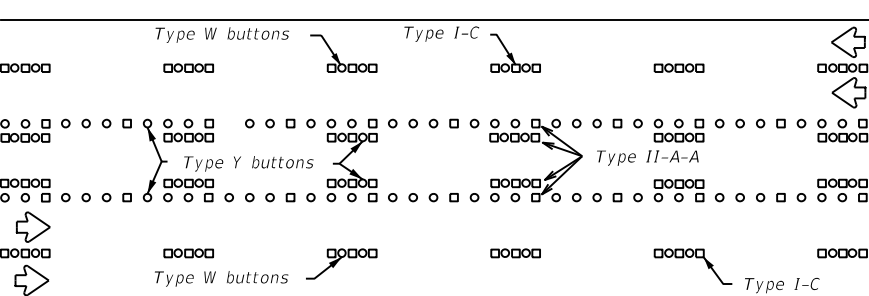 Type W buttons
Type I-C
Type Y buttons
Type II-A-A
Type W buttons
Type I-C